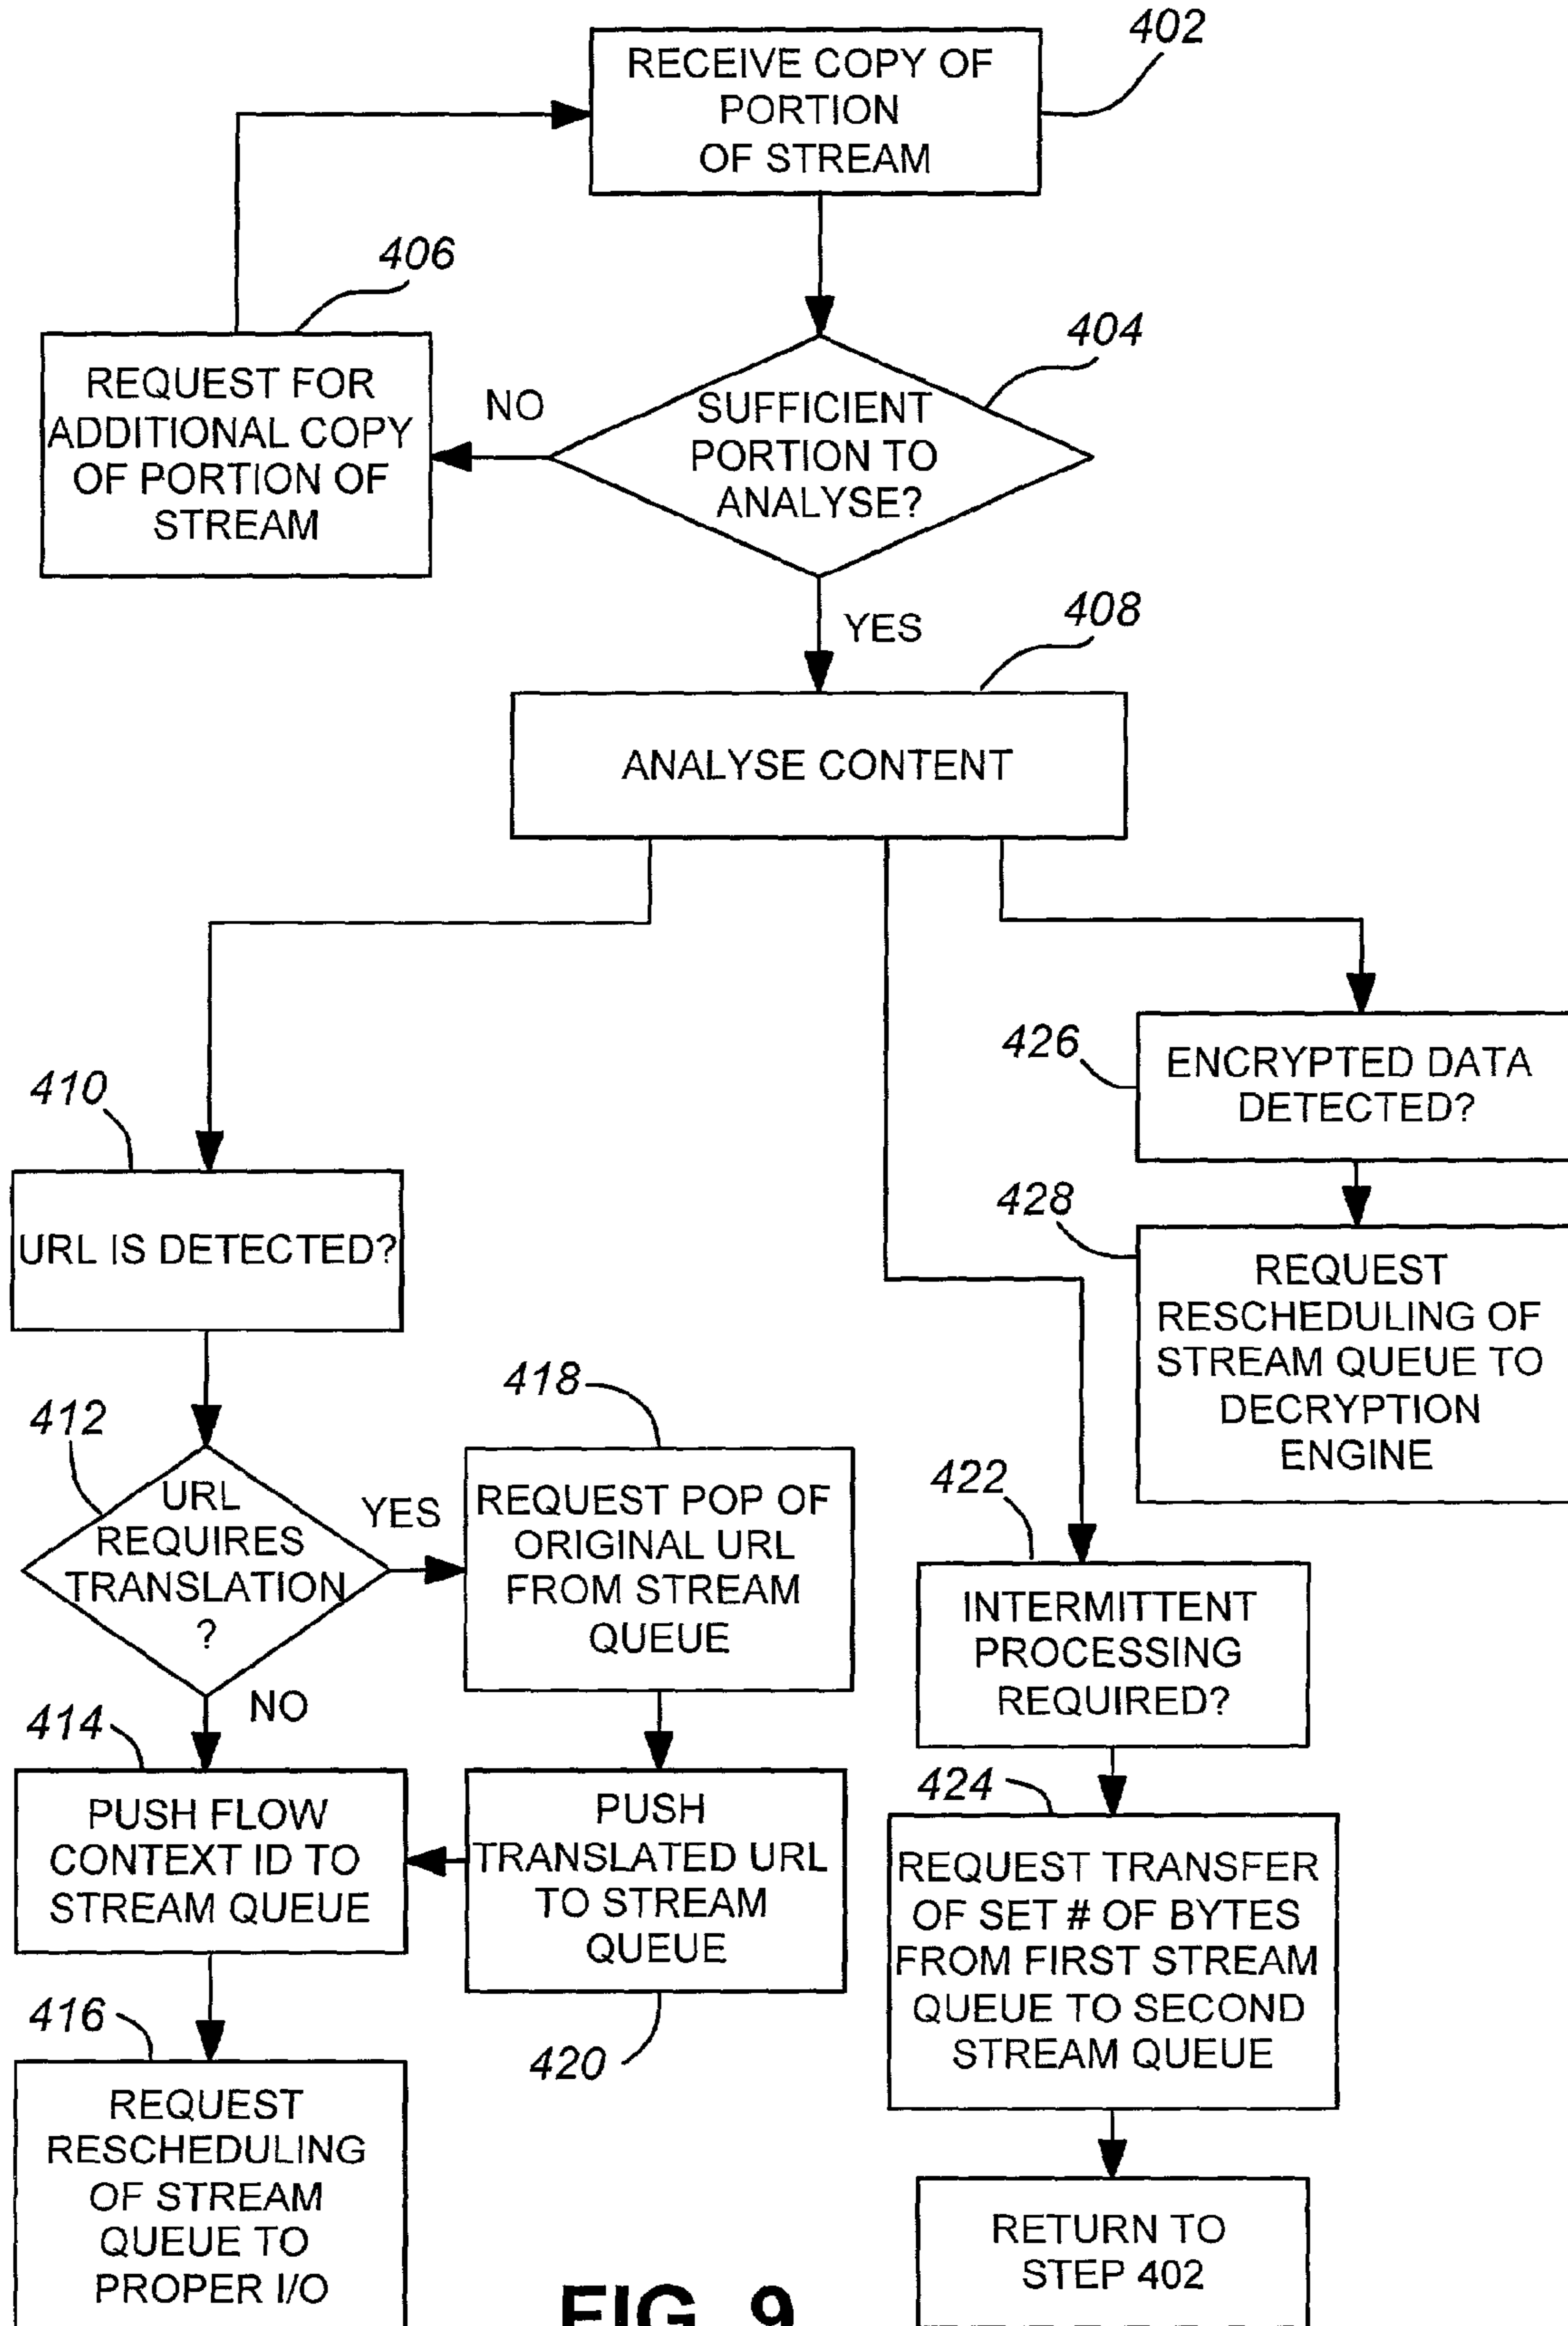 402
RECEIVE COPY OF
PORTION
OF STREAM
406
REQUEST FOR
ADDITIONAL COPY
OF PORTION OF
STREAM
NO
404
SUFFICIENT
PORTION TO
ANALYSE?
YES
408
ANALYSE CONTENT
426
ENCRYPTED DATA
DETECTED?
410
URL IS DETECTED?
428
REQUEST
RESCHEDULING OF
STREAM QUEUE TO
DECRYPTION
ENGINE
412
URL
REQUIRES
TRANSLATION
?
YES
NO
418
REQUEST POP OF
ORIGINAL URL
FROM STREAM
QUEUE
422
INTERMITTENT
PROCESSING
REQUIRED?
414
PUSH FLOW
CONTEXT ID TO
STREAM QUEUE
PUSH
TRANSLATED URL
TO STREAM
QUEUE
420
424
REQUEST TRANSFER
OF SET # OF BYTES
FROM FIRST STREAM
QUEUE TO SECOND
STREAM QUEUE
416
REQUEST
RESCHEDULING
OF STREAM
QUEUE TO
PROPER I/O
RETURN TO
STEP 402
FIG. 9